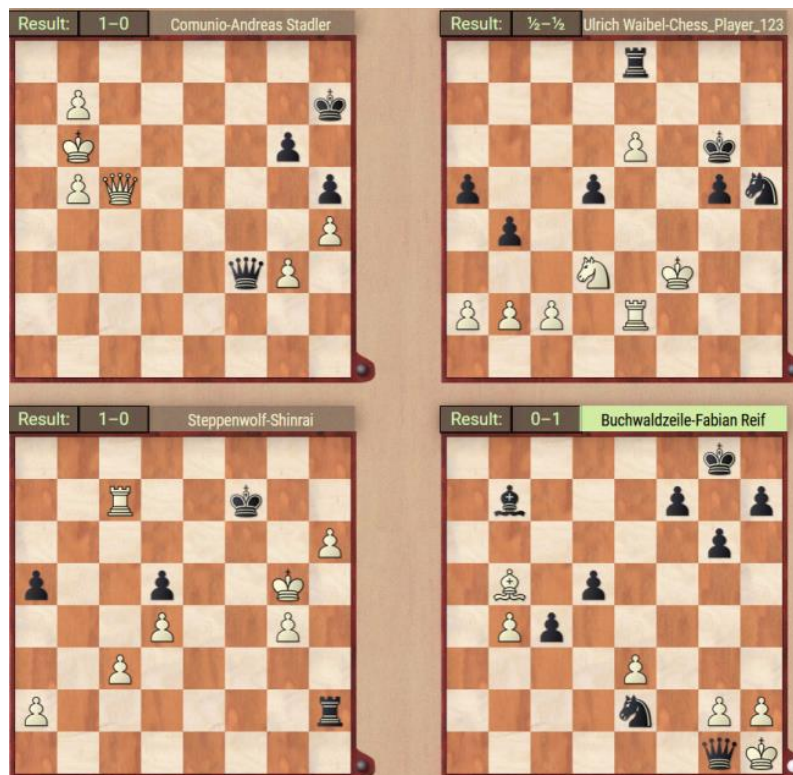 Result: 1–0 Comunio-Andreas Stadler
Result: ½–½ Ulrich Waibel-Chess_Player_123
Result: 1–0 Steppenwolf-Shinrai
Result: 0–1 Buchwaldzeile-Fabian Reif